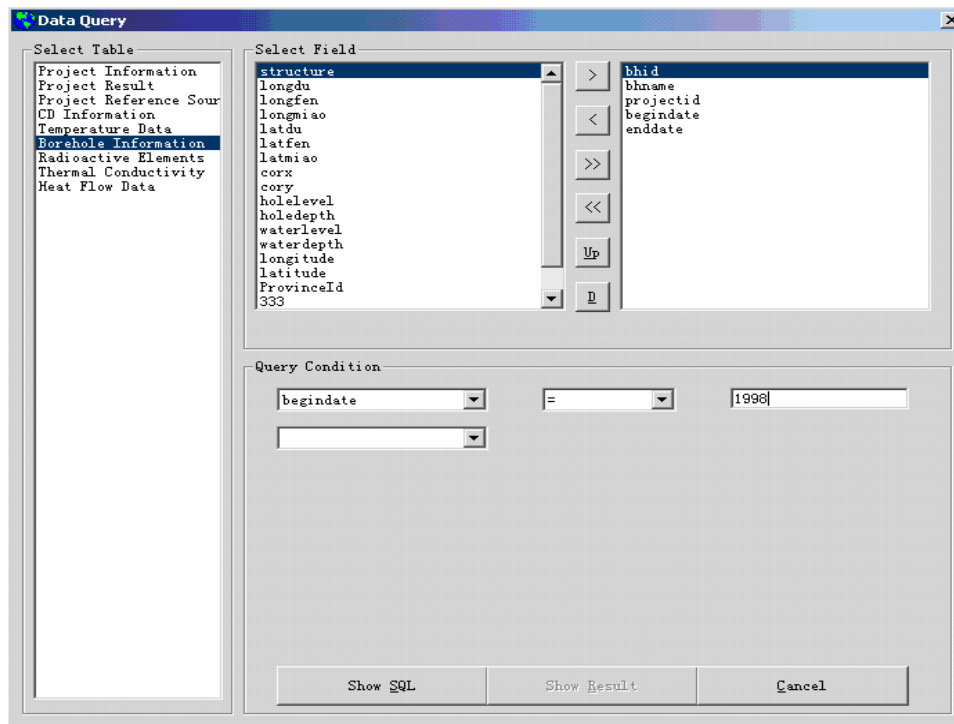 Data Query
Select Table
Project Information
Project Result
Project Reference Sour
CD Information
Temperature Data
Borehole Information
Radioactive Elements
Thermal Conductivity
Heat Flow Data
Select Field
structure
longdu
longfen
longmiao
latdu
latfen
latmiao
corx
cory
holelevel
holedepth
waterlevel
waterdepth
longitude
latitude
ProvinceId
333
>
<
>>
<<
Up
D
bhid
bhname
projectid
begindate
enddate
Query Condition
begindate = 1998
Show SQL Show Result Cancel